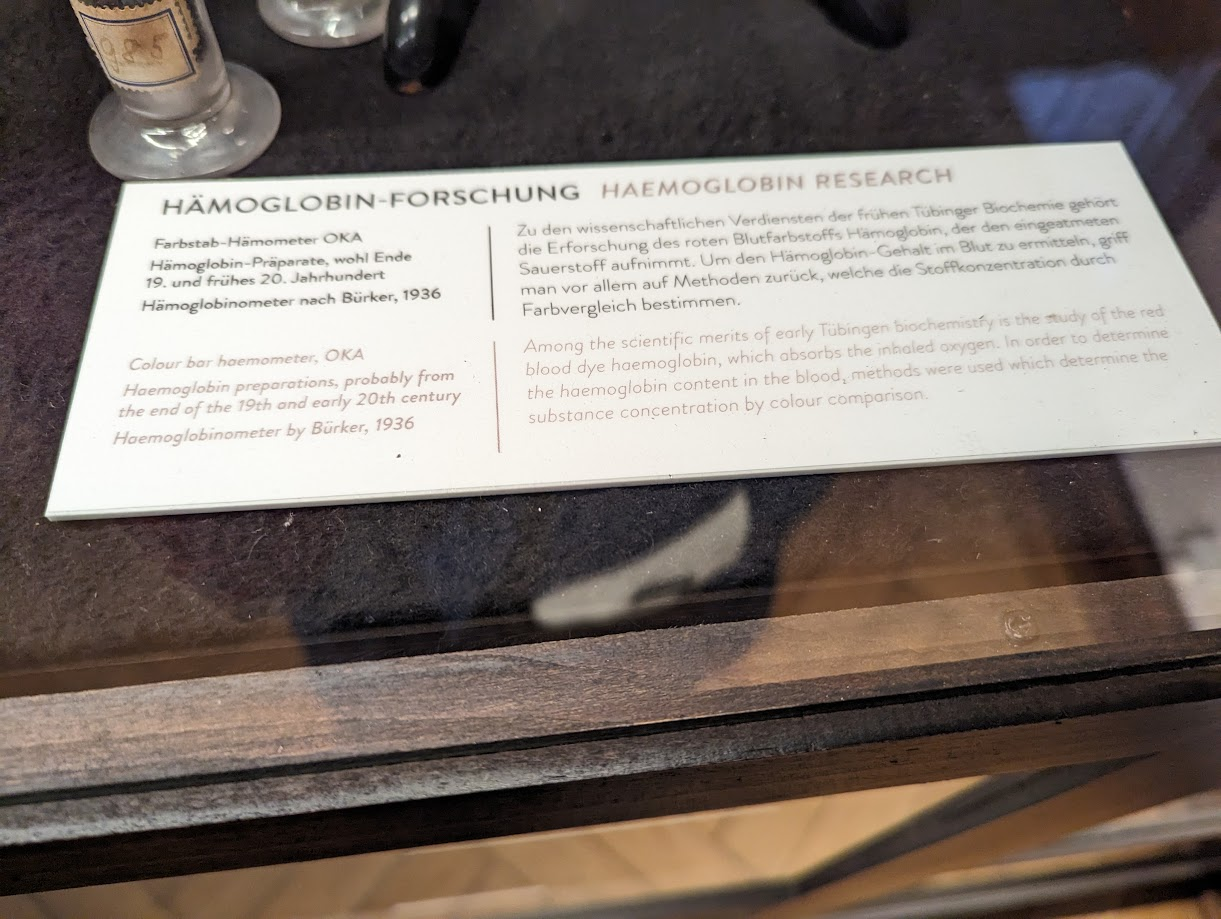 985
HÄMOGLOBIN-FORSCHUNG HAEMOGLOBIN RESEARCH
Farbstab-Hämometer OKA
Hämoglobin-Präparate, wohl Ende
19. und frühes 20. Jahrhundert
Hämoglobinometer nach Bürker, 1936
Zu den wissenschaftlichen Verdiensten der frühen Tübinger Biochemie gehört
die Erforschung des roten Blutfarbstoffs Hämoglobin, der den eingeatmeten
Sauerstoff aufnimmt. Um den Hämoglobin-Gehalt im Blut zu ermitteln, griff
man vor allem auf Methoden zurück, welche die Stoffkonzentration durch
Farbvergleich bestimmen.
Colour bar haemometer, OKA
Haemoglobin preparations, probably from
the end of the 19th and early 20th century
Haemoglobinometer by Bürker, 1936
Among the scientific merits of early Tübingen biochemistry is the study of the red
blood dye haemoglobin, which absorbs the inhaled oxygen. In order to determine
the haemoglobin content in the blood, methods were used which determine the
substance concentration by colour comparison.